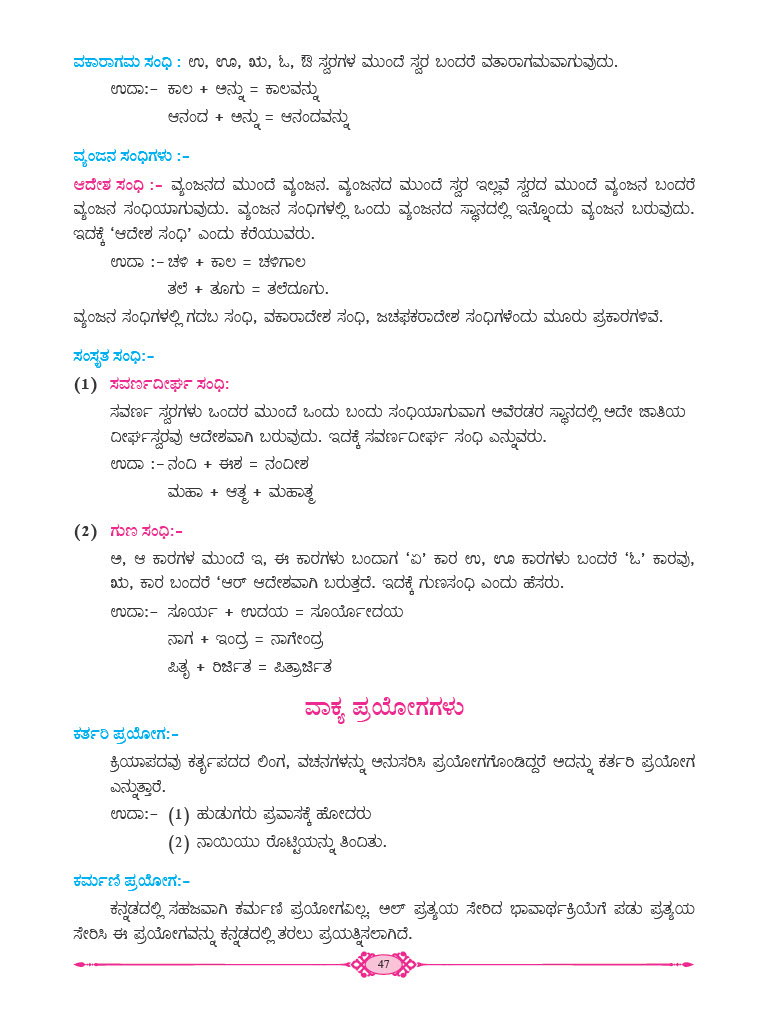 ವಕಾರಾಗಮ ಸಂಧಿ : ಉ, ಊ, ಋ, ಓ, ಔ ಸ್ವರಗಳ ಮುಂದೆ ಸ್ವರ ಬಂದರೆ ವತಾರಾಗಮವಾಗುವುದು.
ಉದಾ:- ಕಾಲ + ಅನ್ನು = ಕಾಲವನ್ನು
ಆನಂದ + ಅನ್ನು = ಆನಂದವನ್ನು
ವ್ಯಂಜನ ಸಂಧಿಗಳು :-
ಆದೇಶ ಸಂಧಿ :- ವ್ಯಂಜನದ ಮುಂದೆ ವ್ಯಂಜನ. ವ್ಯಂಜನದ ಮುಂದೆ ಸ್ವರ ಇಲ್ಲವೆ ಸ್ವರದ ಮುಂದೆ ವ್ಯಂಜನ ಬಂದರೆ
ವ್ಯಂಜನ ಸಂಧಿಯಾಗುವುದು. ವ್ಯಂಜನ ಸಂಧಿಗಳಲ್ಲಿ ಒಂದು ವ್ಯಂಜನದ ಸ್ಥಾನದಲ್ಲಿ ಇನ್ನೊಂದು ವ್ಯಂಜನ ಬರುವುದು.
ಇದಕ್ಕೆ ‘ಆದೇಶ ಸಂಧಿ’ ಎಂದು ಕರೆಯುವರು.
ಉದಾ :- ಚಳಿ + ಕಾಲ = ಚಳಿಗಾಲ
ತಲೆ + ತೂಗು = ತಲೆದೂಗು.
ವ್ಯಂಜನ ಸಂಧಿಗಳಲ್ಲಿ ಗದಬ ಸಂಧಿ, ವಕಾರಾದೇಶ ಸಂಧಿ, ಜಚಫಕರಾದೇಶ ಸಂಧಿಗಳೆಂದು ಮೂರು ಪ್ರಕಾರಗಳಿವೆ.
ಸಂಸ್ಕೃತ ಸಂಧಿ:-
(1) ಸವರ್ಣದೀರ್ಘ ಸಂಧಿ:
ಸವರ್ಣ ಸ್ವರಗಳು ಒಂದರ ಮುಂದೆ ಒಂದು ಬಂದು ಸಂಧಿಯಾಗುವಾಗ ಅವೆರಡರ ಸ್ಥಾನದಲ್ಲಿ ಅದೇ ಜಾತಿಯ
ದೀರ್ಘಸ್ವರವು ಆದೇಶವಾಗಿ ಬರುವುದು. ಇದಕ್ಕೆ ಸವರ್ಣದೀರ್ಘ ಸಂಧಿ ಎನ್ನುವರು.
ಉದಾ :- ನಂದಿ + ಈಶ = ನಂದೀಶ
ಮಹಾ + ಆತ್ಮ + ಮಹಾತ್ಮ
(2) ಗುಣ ಸಂಧಿ:-
ಅ, ಆ ಕಾರಗಳ ಮುಂದೆ ಇ, ಈ ಕಾರಗಳು ಬಂದಾಗ ‘ಏ’ ಕಾರ ಉ, ಊ ಕಾರಗಳು ಬಂದರೆ ‘ಓ’ ಕಾರವು,
ಋ, ಕಾರ ಬಂದರೆ ‘ಆರ್ ಆದೇಶವಾಗಿ ಬರುತ್ತದೆ. ಇದಕ್ಕೆ ಗುಣಸಂಧಿ ಎಂದು ಹೆಸರು.
ಉದಾ:- ಸೂರ್ಯ + ಉದಯ = ಸೂರ್ಯೋದಯ
ನಾಗ + ಇಂದ್ರ = ನಾಗೇಂದ್ರ
ಪಿತೃ + ರಿರ್ಜಿತ = ಪಿತ್ರಾರ್ಜಿತ
ವಾಕ್ಯ ಪ್ರಯೋಗಗಳು
ಕರ್ತರಿ ಪ್ರಯೋಗ:-
ಕ್ರಿಯಾಪದವು ಕರ್ತೃಪದದ ಲಿಂಗ, ವಚನಗಳನ್ನು ಅನುಸರಿಸಿ ಪ್ರಯೋಗಗೊಂಡಿದ್ದರೆ ಅದನ್ನು ಕರ್ತರಿ ಪ್ರಯೋಗ
ಎನ್ನುತ್ತಾರೆ.
ಉದಾ:- (1) ಹುಡುಗರು ಪ್ರವಾಸಕ್ಕೆ ಹೋದರು
(2) ನಾಯಿಯು ರೊಟ್ಟಿಯನ್ನು ತಿಂದಿತು.
ಕರ್ಮಣಿ ಪ್ರಯೋಗ:-
ಕನ್ನಡದಲ್ಲಿ ಸಹಜವಾಗಿ ಕರ್ಮಣಿ ಪ್ರಯೋಗವಿಲ್ಲ. ಅಲ್ ಪ್ರತ್ಯಯ ಸೇರಿದ ಭಾವಾರ್ಥಕ್ರಿಯೆಗೆ ಪಡು ಪ್ರತ್ಯಯ
ಸೇರಿಸಿ ಈ ಪ್ರಯೋಗವನ್ನು ಕನ್ನಡದಲ್ಲಿ ತರಲು ಪ್ರಯತ್ನಿಸಲಾಗಿದೆ.
47